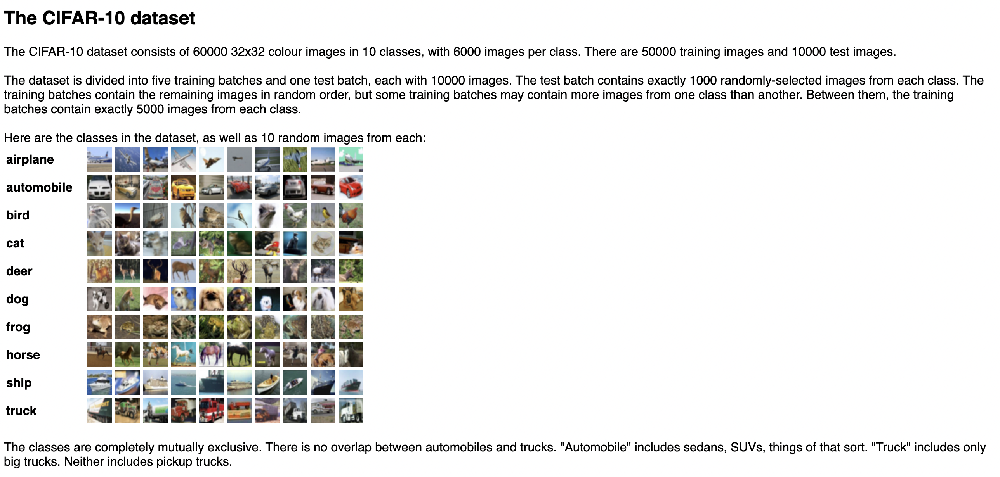 The CIFAR-10 dataset
The CIFAR-10 dataset consists of 60000 32x32 colour images in 10 classes, with 6000 images per class. There are 50000 training images and 10000 test images.
The dataset is divided into five training batches and one test batch, each with 10000 images. The test batch contains exactly 1000 randomly-selected images from each class. The
training batches contain the remaining images in random order, but some training batches may contain more images from one class than another. Between them, the training
batches contain exactly 5000 images from each class.
Here are the classes in the dataset, as well as 10 random images from each:
airplane
automobile
bird
cat
deer
dog
frog
horse
ship
truck
The classes are completely mutually exclusive. There is no overlap between automobiles and trucks. "Automobile" includes sedans, SUVs, things of that sort. "Truck" includes only
big trucks. Neither includes pickup trucks.